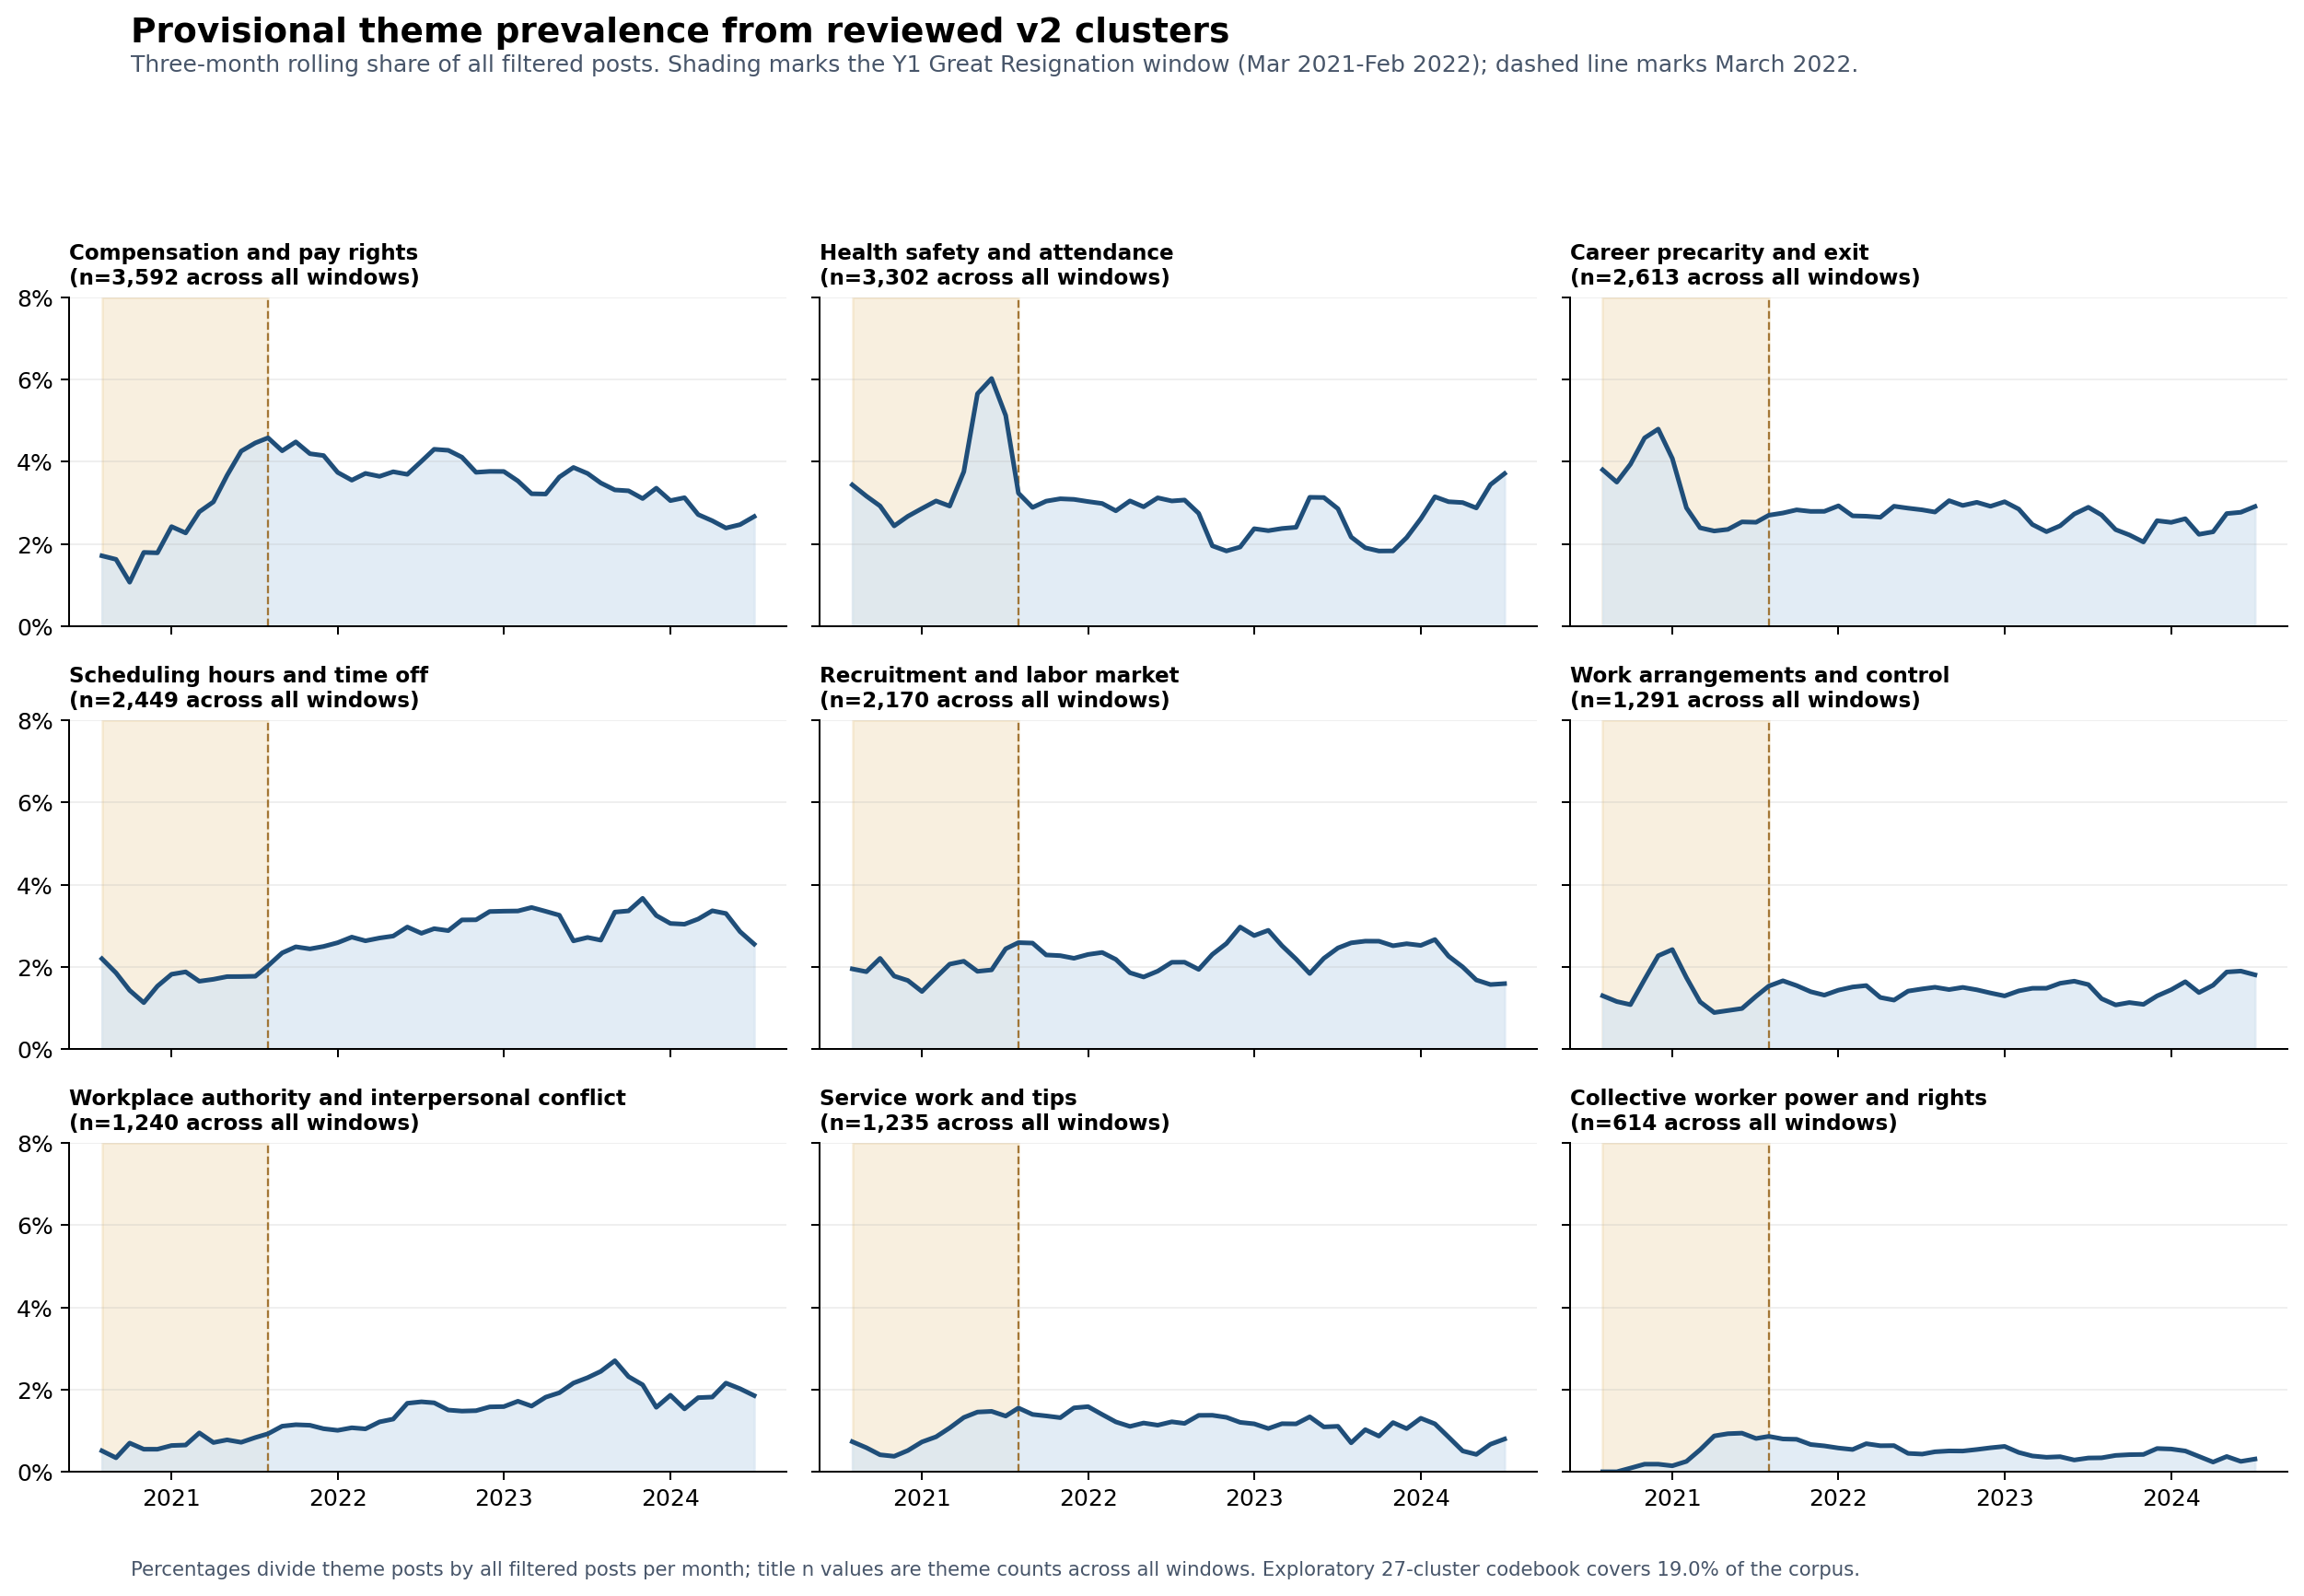 Provisional theme prevalence from reviewed v2 clusters
Three-month rolling share of all filtered posts. Shading marks the Y1 Great Resignation window (Mar 2021-Feb 2022); dashed line marks March 2022.
Compensation and pay rights
(n=3,592 across all windows)
Health safety and attendance
(n=3,302 across all windows)
Career precarity and exit
(n=2,613 across all windows)
8%
6%
4%
2%
0%
Scheduling hours and time off
(n=2,449 across all windows)
Recruitment and labor market
(n=2,170 across all windows)
Work arrangements and control
(n=1,291 across all windows)
8%
6%
4%
2%
0%
Workplace authority and interpersonal conflict
(n=1,240 across all windows)
Service work and tips
(n=1,235 across all windows)
Collective worker power and rights
(n=614 across all windows)
8%
6%
4%
2%
0%
2021 2022 2023 2024
2021 2022 2023 2024
2021 2022 2023 2024
Percentages divide theme posts by all filtered posts per month; title n values are theme counts across all windows. Exploratory 27-cluster codebook covers 19.0% of the corpus.